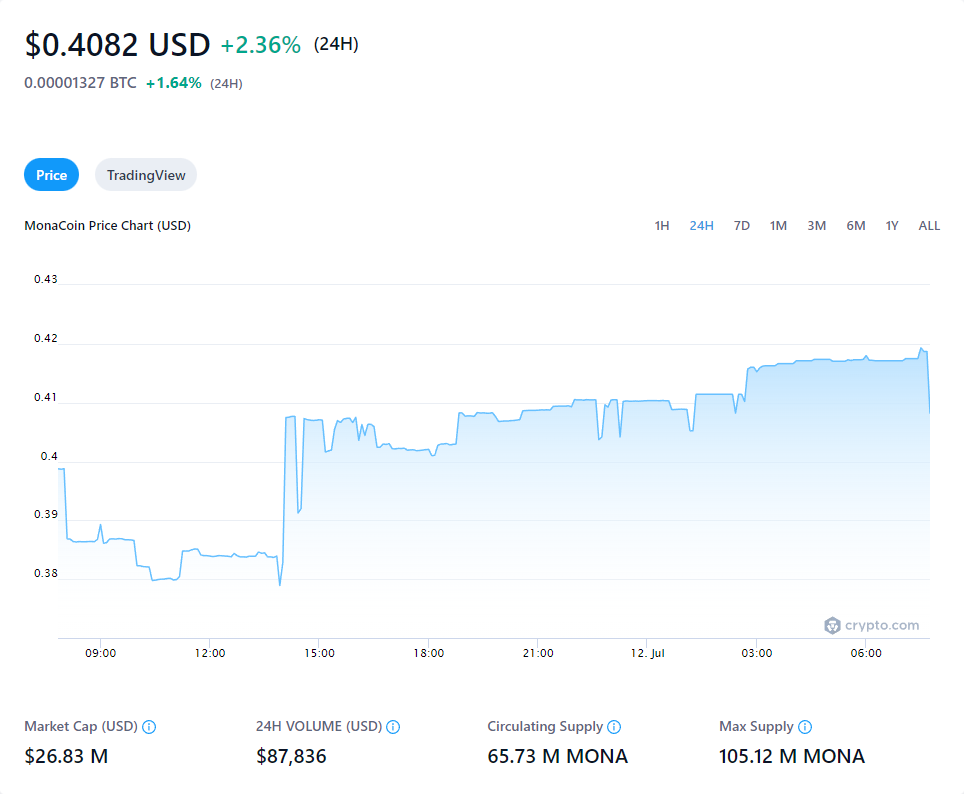 $0.4082 USD +2.36% (24H)
0.00001327 BTC +1.64% (24H)
Price TradingView
MonaCoin Price Chart (USD) 1H 24H 7D 1M 3M 6M 1Y ALL
0.43
0.42
0.41
0.4
0.39
0.38
crypto.com
09:00 12:00 15:00 18:00 21:00 12. Jul 03:00 06:00
Market Cap (USD) 24H VOLUME (USD) Circulating Supply Max Supply
$26.83 M $87,836 65.73 M MONA 105.12 M MONA